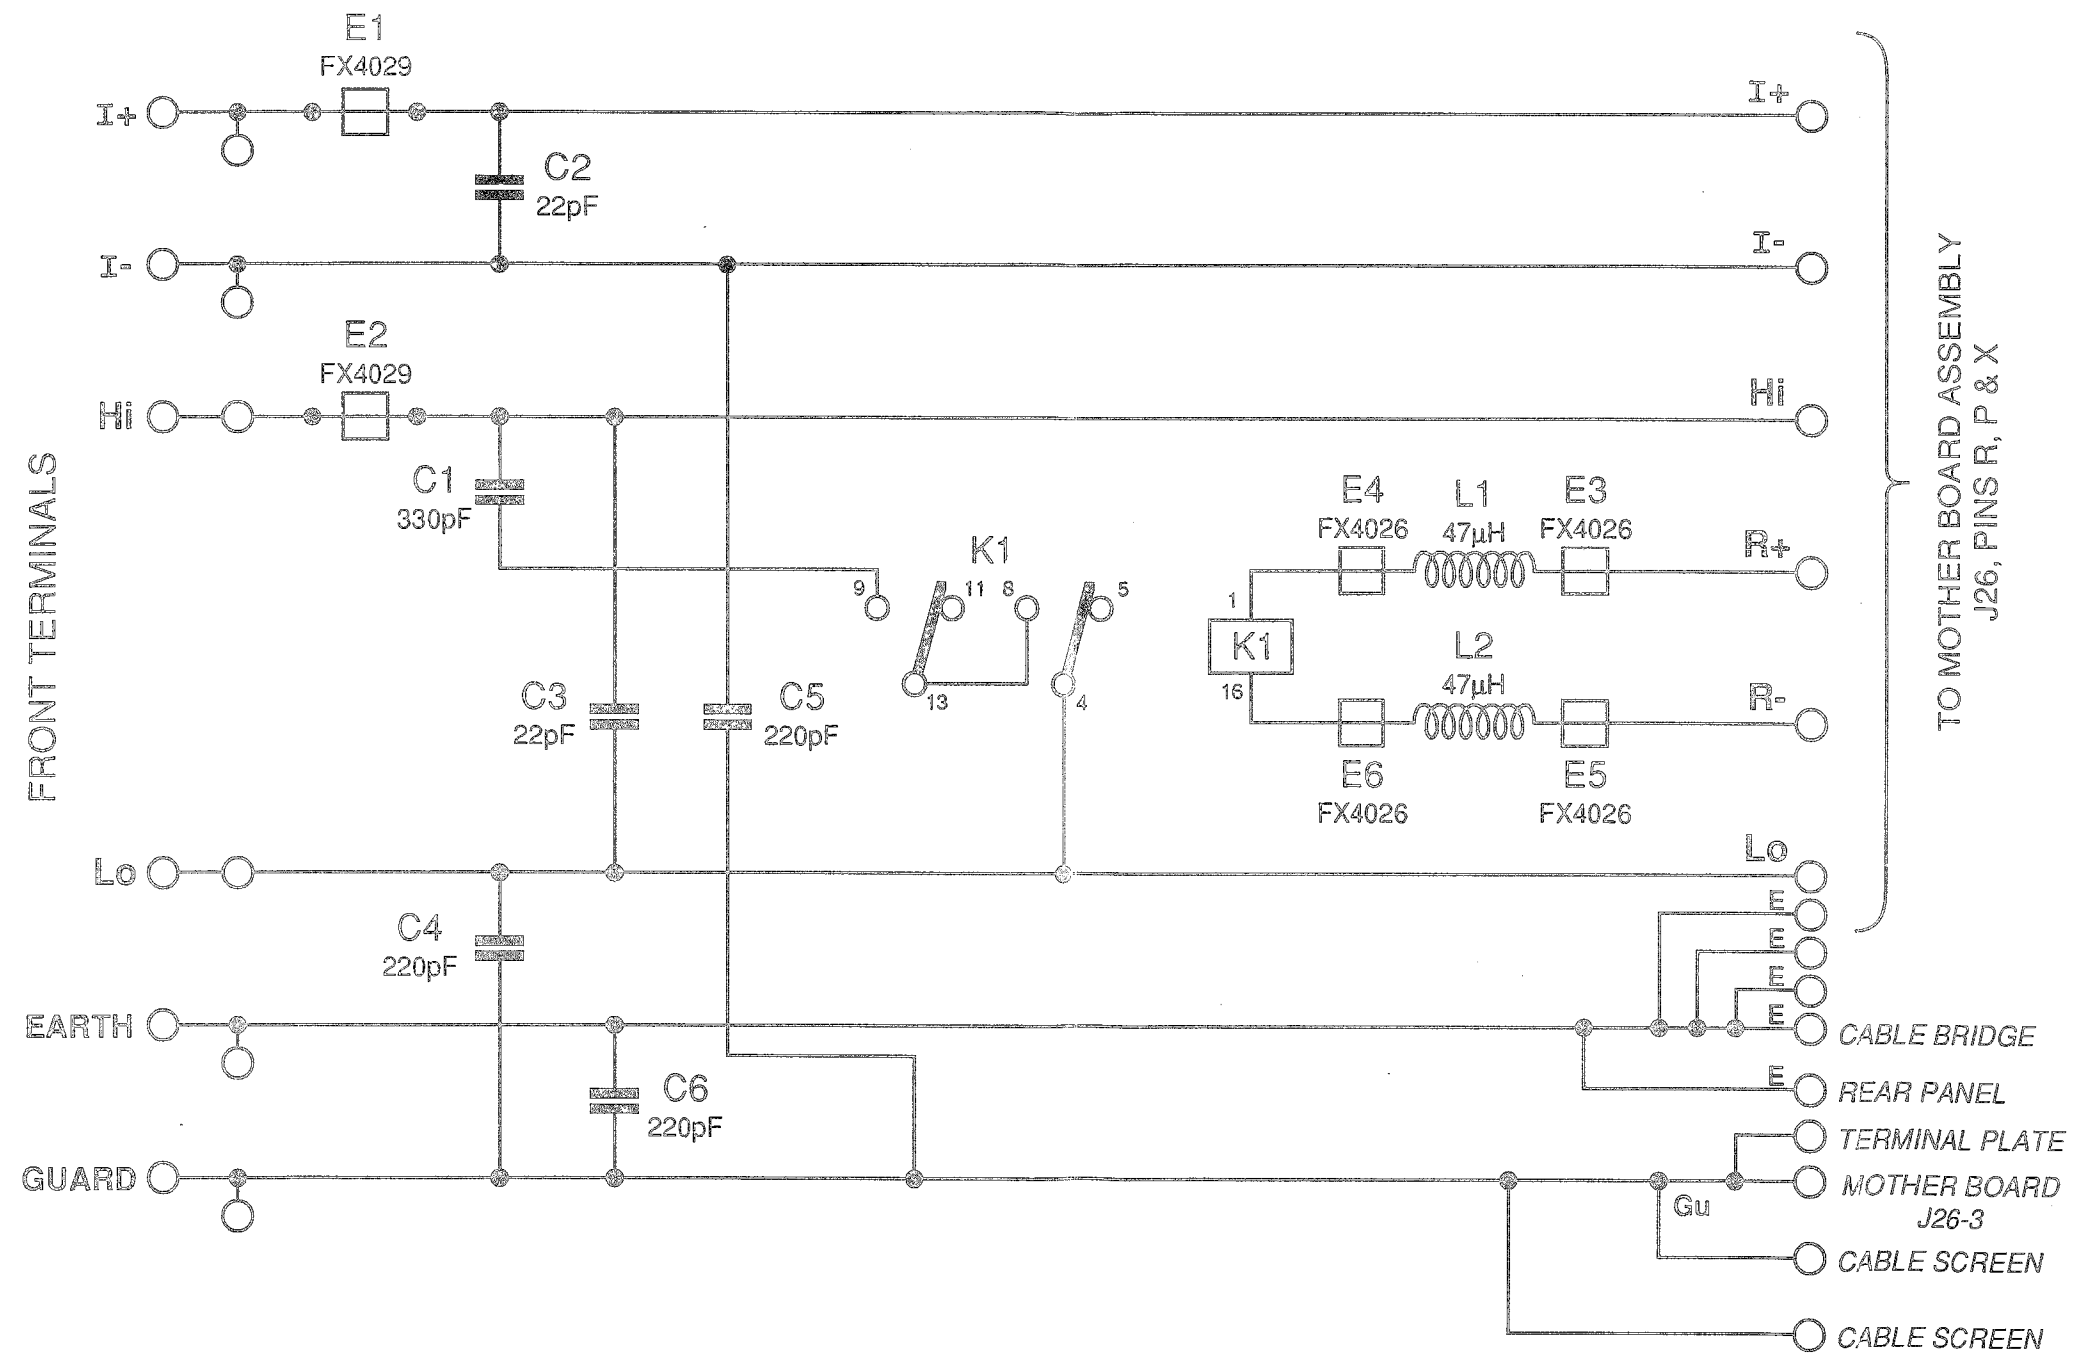 E1
FX4029
I+
I+
C2
22pF
I-
I-
E2
FX4029
Hi
Hi
FRONT TERMINALS
C1
330pF
K1
9
11
8
5
13
4
E4
FX4026
L1
47µH
E3
FX4026
R+
1
K1
16
L2
47µH
R-
E6
FX4026
E5
FX4026
C3
22pF
C5
220pF
TO MOTHER BOARD ASSEMBLY
J26, PINS R, P & X
Lo
Lo
E
E
E
E
C4
220pF
EARTH
CABLE BRIDGE
C6
220pF
E
REAR PANEL
TERMINAL PLATE
GUARD
Gu
MOTHER BOARD
J26-3
CABLE SCREEN
CABLE SCREEN